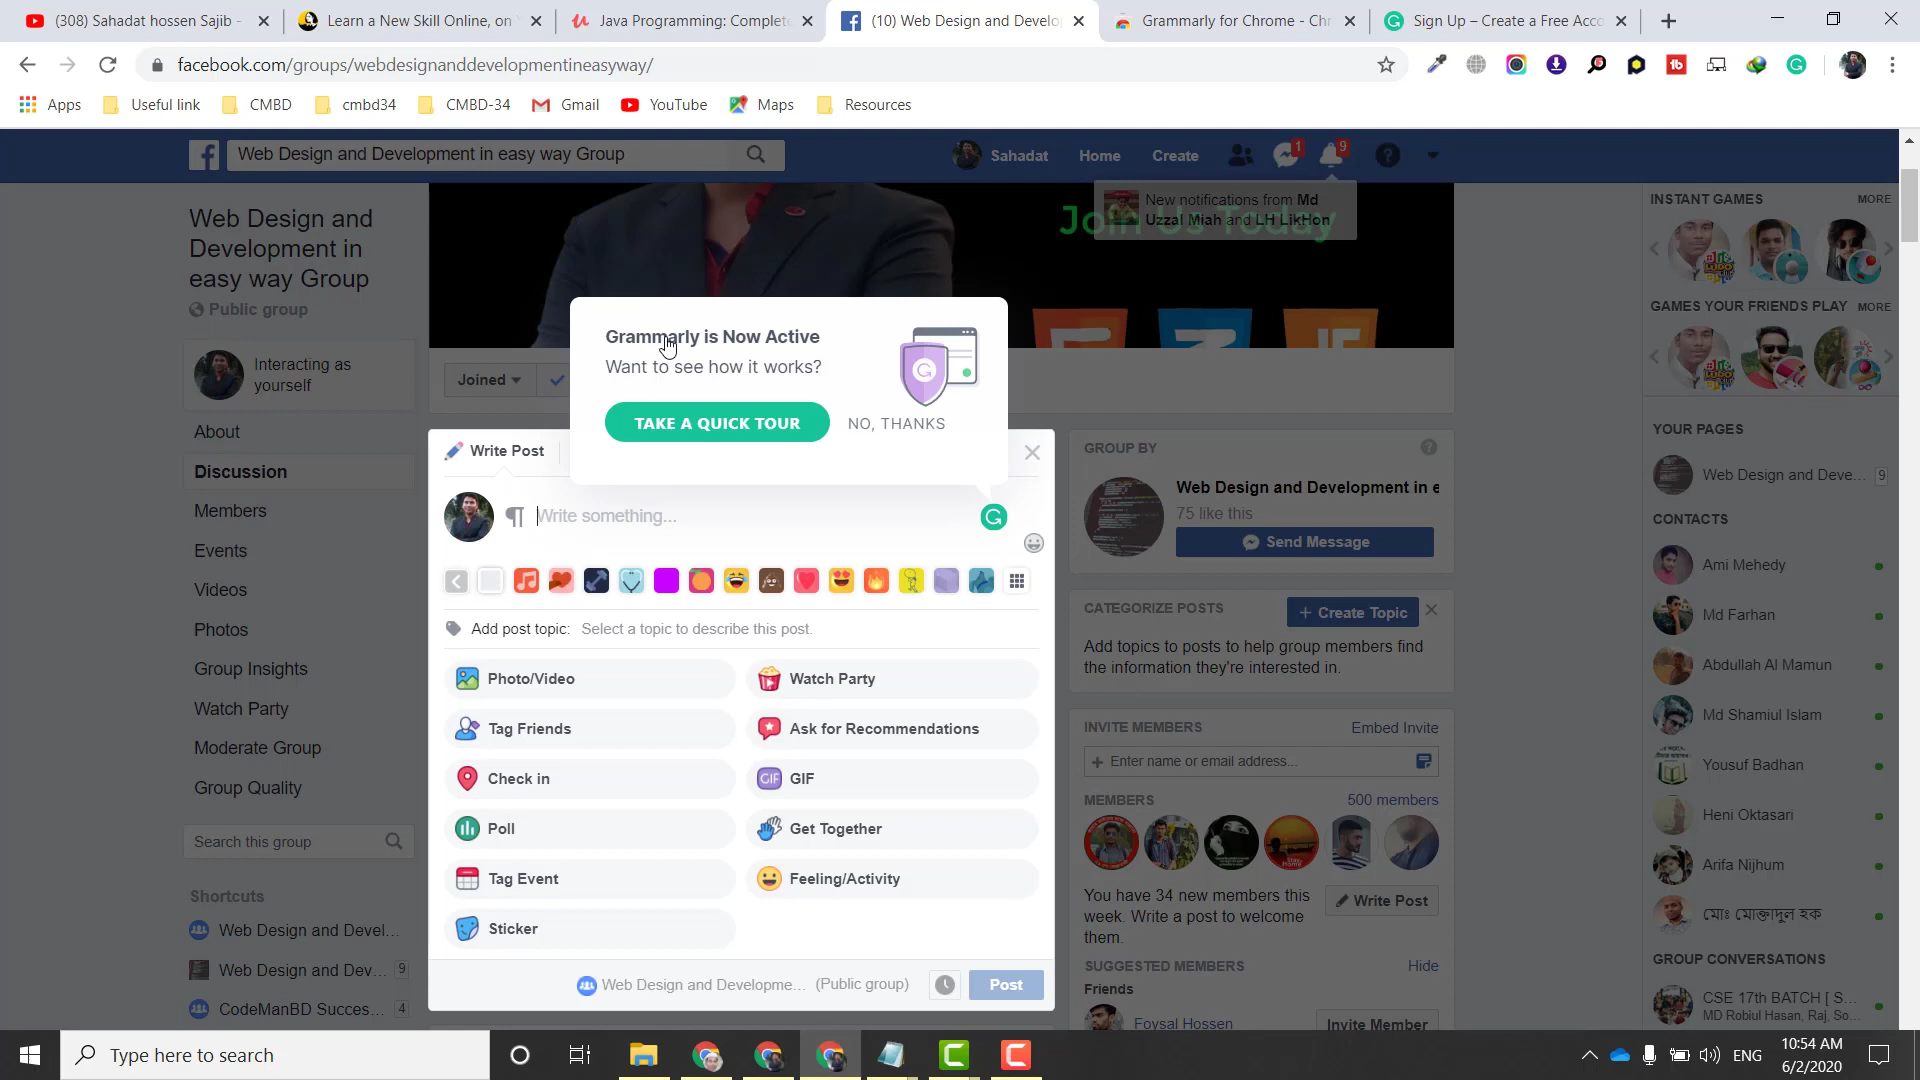 (308) Sahadat hossen Sajib -
Learn a New Skill Online, on
Java Programming: Complete
(10) Web Design and Develo
Grammarly for Chrome - Chr
Sign Up – Create a Free Acco
facebook.com/groups/webdesignanddevelopmentineasyway/
Apps
Useful link
CMBD
cmbd34
CMBD-34
Gmail
YouTube
Maps
Resources
Web Design and Development in easy way Group
Sahadat
Home
Create
1
9
New notifications from Md
Uzzal Miah and LH LikHon
Join Us Today
Web Design and
Development in
easy way Group
Public group
Interacting as
yourself
About
Discussion
Members
Events
Videos
Photos
Group Insights
Watch Party
Moderate Group
Group Quality
Search this group
Shortcuts
Web Design and Devel...
Web Design and Dev... 9
CodeManBD Succes... 4
Joined
Grammarly is Now Active
Want to see how it works?
TAKE A QUICK TOUR
NO, THANKS
Write Post
Write something...
Add post topic: Select a topic to describe this post.
Photo/Video
Watch Party
Tag Friends
Ask for Recommendations
Check in
GIF
GIF
Poll
Get Together
Tag Event
Feeling/Activity
Sticker
Web Design and Developme... (Public group)
Post
GROUP BY
Web Design and Development in e
75 like this
Send Message
CATEGORIZE POSTS
+ Create Topic
Add topics to posts to help group members find
the information they're interested in.
INVITE MEMBERS
Embed Invite
+ Enter name or email address...
MEMBERS
500 members
You have 34 new members this
week. Write a post to welcome
them.
Write Post
SUGGESTED MEMBERS
Hide
Friends
Foysal Hossen
Invite Member
INSTANT GAMES
MORE
GAMES YOUR FRIENDS PLAY
MORE
YOUR PAGES
Web Design and Deve... 9
CONTACTS
Ami Mehedy
Md Farhan
Abdullah Al Mamun
Md Shamiul Islam
Yousuf Badhan
Heni Oktasari
Arifa Nijhum
মোঃ মোক্তাদুল হক
GROUP CONVERSATIONS
CSE 17th BATCH [ S...
MD Robiul Hasan, Raj, So...
Type here to search
ENG
10:54 AM
6/2/2020